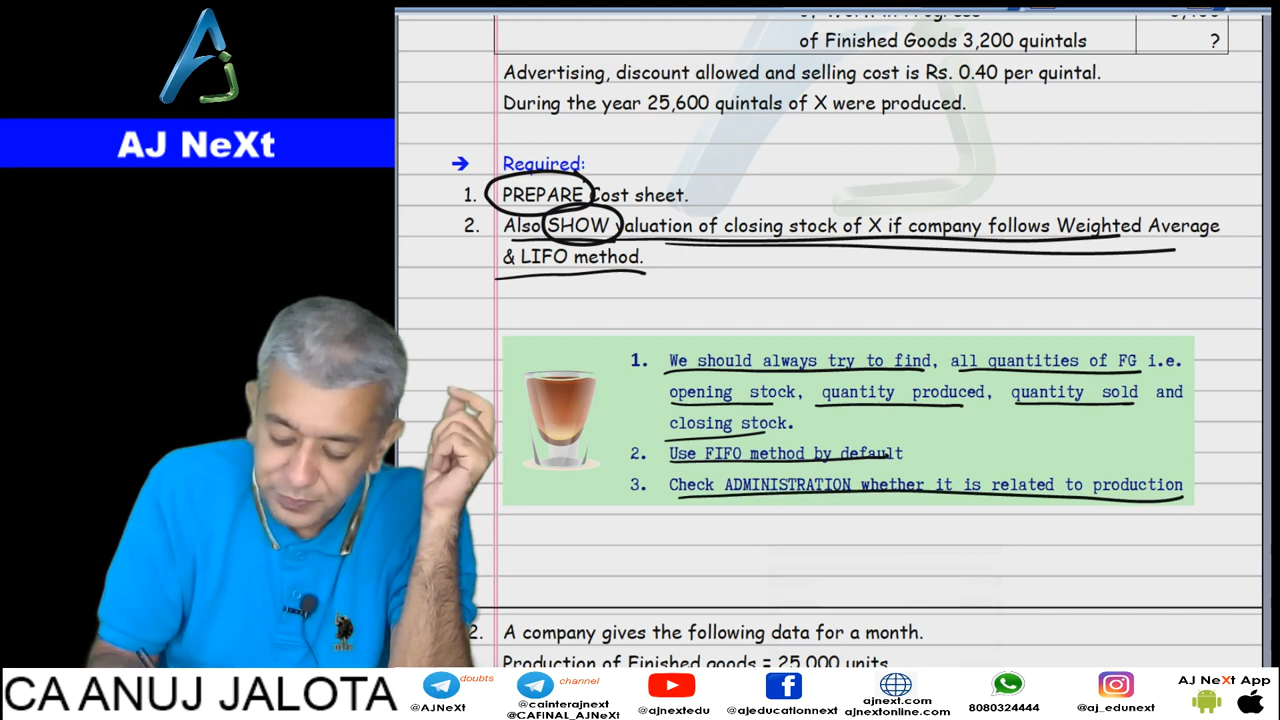 of Finished Goods 3,200 quintals ?
Advertising, discount allowed and selling cost is Rs. 0.40 per quintal.
During the year 25,600 quintals of X were produced.
AJ NeXt
→ Required:
1. PREPARE Cost sheet.
2. Also SHOW valuation of closing stock of X if company follows Weighted Average
& LIFO method.
1. We should always try to find, all quantities of FG i.e.
opening stock, quantity produced, quantity sold and
closing stock.
2. Use FIFO method by default
3. Check ADMINISTRATION whether it is related to production
2. A company gives the following data for a month.
Production of Finished goods = 25,000 units
CA ANUJ JALOTA
doubts
@AJNeXt
channel
@cainterajnext
@CAFINAL_AJNeXt
@ajnextedu
@ajeducationnext
ajnext.com
ajnextonline.com
8080324444
@aj_edunext
AJ NeXt App